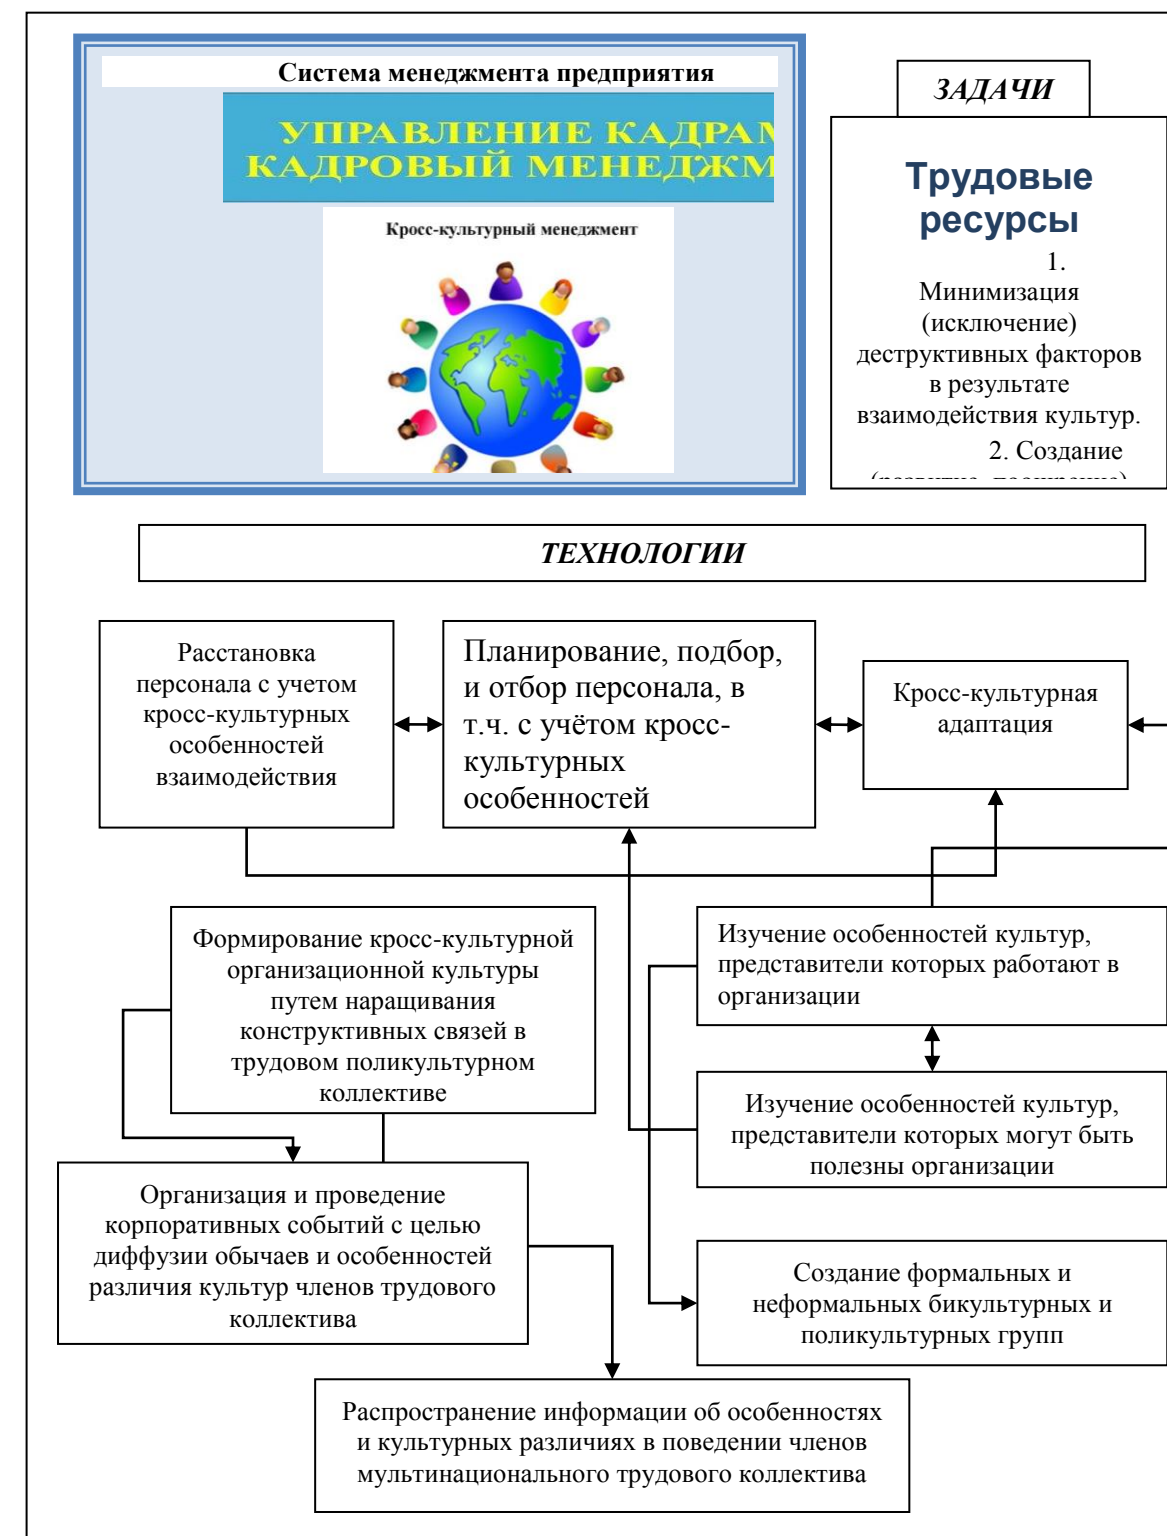 Система менеджмента предприятия
УПРАВЛЕНИЕ КАДРАМ
КАДРОВЫЙ МЕНЕДЖМ
Кросс-культурный менеджмент
ЗАДАЧИ
Трудовые
ресурсы
1.
Минимизация
(исключение)
деструктивных факторов
в результате
взаимодействия культур.
2. Создание
ТЕХНОЛОГИИ
Расстановка
персонала с учетом
кросс-культурных
особенностей
взаимодействия
Планирование, подбор,
и отбор персонала, в
т.ч. с учётом кросс-
культурных
особенностей
Кросс-культурная
адаптация
Формирование кросс-культурной
организационной культуры
путем наращивания
конструктивных связей в
трудовом поликультурном
коллективе
Изучение особенностей культур,
представители которых работают в
организации
Изучение особенностей культур,
представители которых могут быть
полезны организации
Организация и проведение
корпоративных событий с целью
диффузии обычаев и особенностей
различия культур членов трудового
коллектива
Создание формальных и
неформальных бикультурных и
поликультурных групп
Распространение информации об особенностях
и культурных различиях в поведении членов
мультинационального трудового коллектива